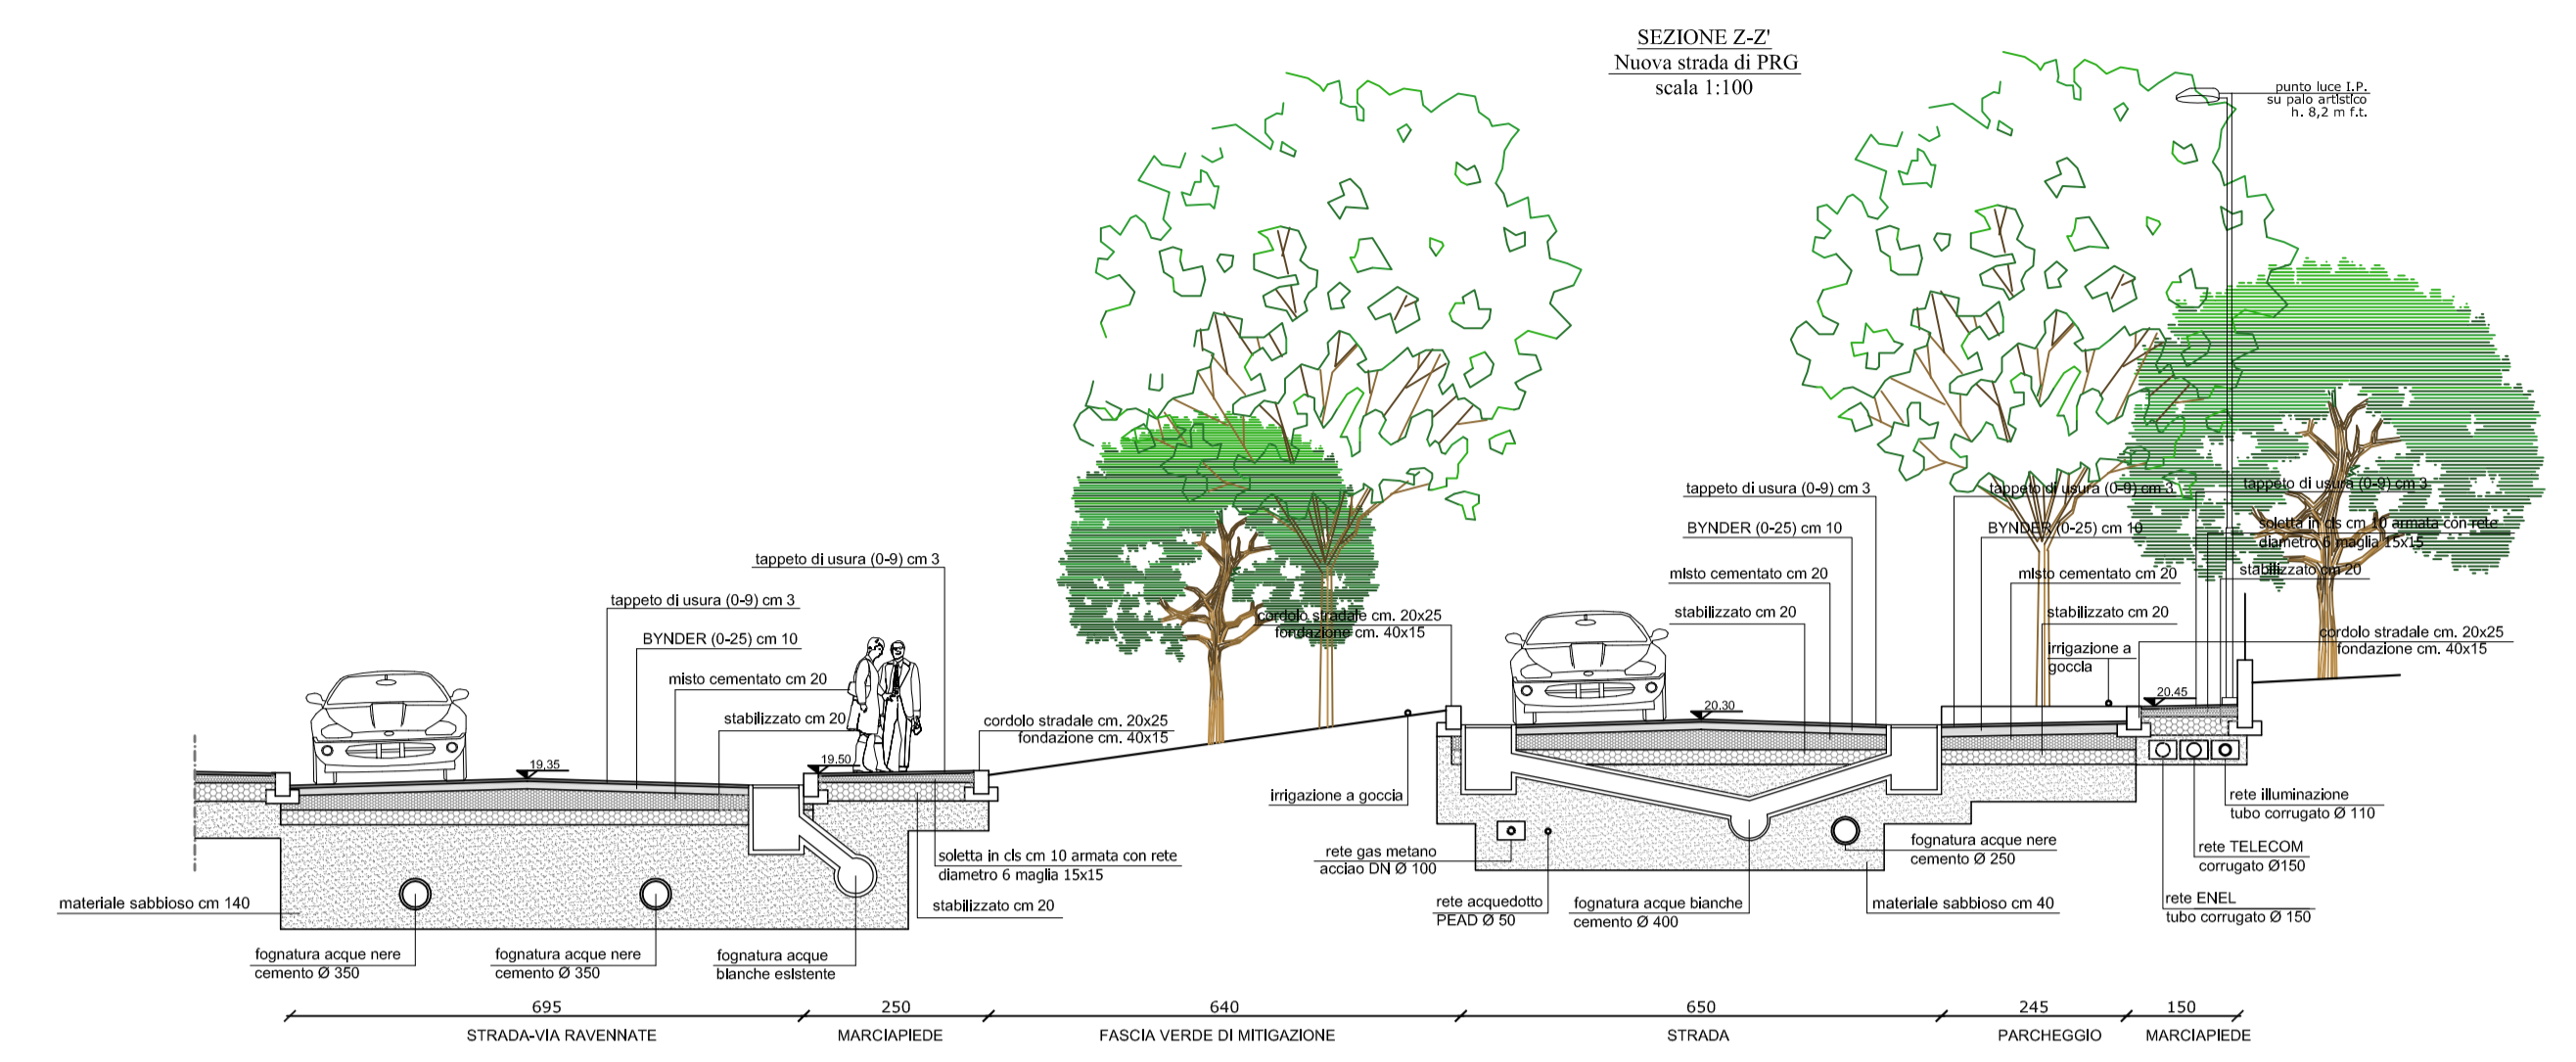 SEZIONE Z-Z'
Nuova strada di PRG
scala 1:100
punto luce I.P.
su palo artistico
h. 8,2 m f.t.
tappeto di usura (0-9) cm 3
BYNDER (0-25) cm 10
misto cementato cm 20
stabilizzato cm 20
tappeto di usura (0-9) cm 3
BYNDER (0-25) cm 10
misto cementato cm 20
stabilizzato cm 20
tappeto di usura (0-9) cm 3
soletta in cls cm 10 armata con rete
diametro 6 maglia 15x15
stabilizzato cm 20
cordolo stradale cm. 20x25
fondazione cm. 40x15
irrigazione a
goccia
tappeto di usura (0-9) cm 3
tappeto di usura (0-9) cm 3
BYNDER (0-25) cm 10
misto cementato cm 20
stabilizzato cm 20
cordolo stradale cm. 20x25
fondazione cm. 40x15
cordolo stradale cm. 20x25
fondazione cm. 40x15
19.35
19.50
20.30
20.45
irrigazione a goccia
soletta in cls cm 10 armata con rete
diametro 6 maglia 15x15
stabilizzato cm 20
materiale sabbioso cm 140
fognatura acque nere
cemento Ø 350
fognatura acque nere
cemento Ø 350
fognatura acque
bianche esistente
rete gas metano
acciao DN Ø 100
rete acquedotto
PEAD Ø 50
fognatura acque bianche
cemento Ø 400
fognatura acque nere
cemento Ø 250
materiale sabbioso cm 40
rete illuminazione
tubo corrugato Ø 110
rete TELECOM
corrugato Ø150
rete ENEL
tubo corrugato Ø 150
695
250
640
650
245
150
STRADA-VIA RAVENNATE
MARCIAPIEDE
FASCIA VERDE DI MITIGAZIONE
STRADA
PARCHEGGIO
MARCIAPIEDE